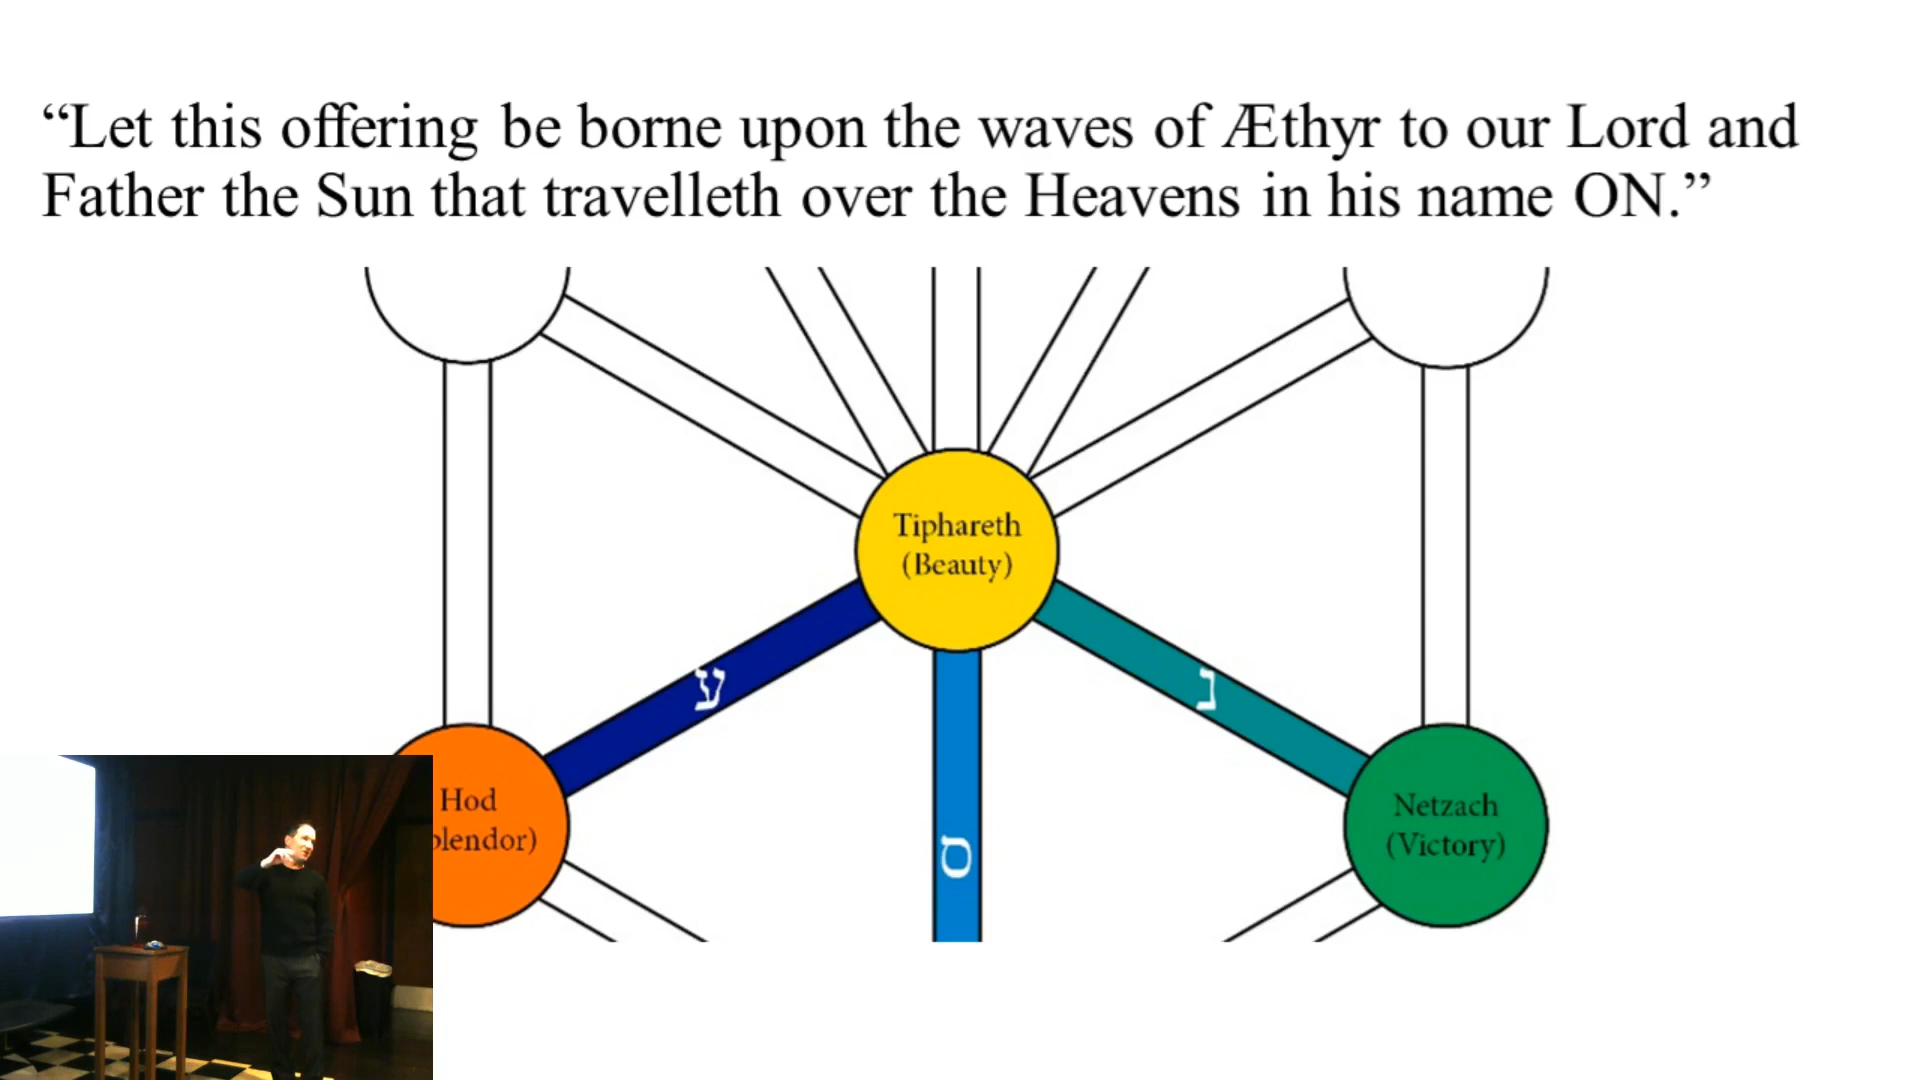 “Let this offering be borne upon the waves of Æthyr to our Lord and
Father the Sun that travelleth over the Heavens in his name ON.”
Tiphareth
(Beauty)
ע
נ
Hod
plendor)
Netzach
(Victory)
ס